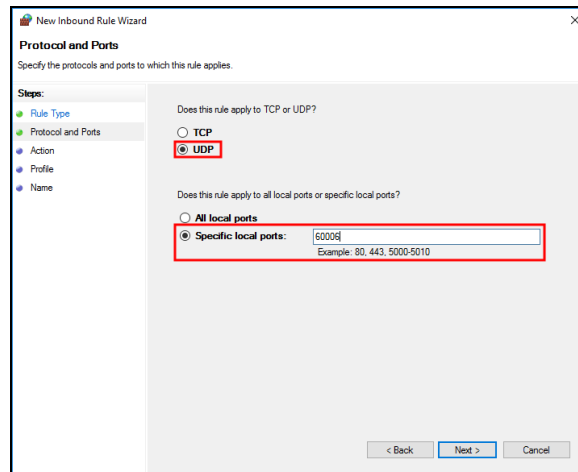 New Inbound Rule Wizard
Protocol and Ports
Specify the protocols and ports to which this rule applies.
Steps:
Rule Type
Protocol and Ports
Action
Profile
Name
Does this rule apply to TCP or UDP?
TCP
UDP
Does this rule apply to all local ports or specific local ports?
All local ports
Specific local ports: 60006
Example: 80, 443, 5000-5010
< Back Next > Cancel